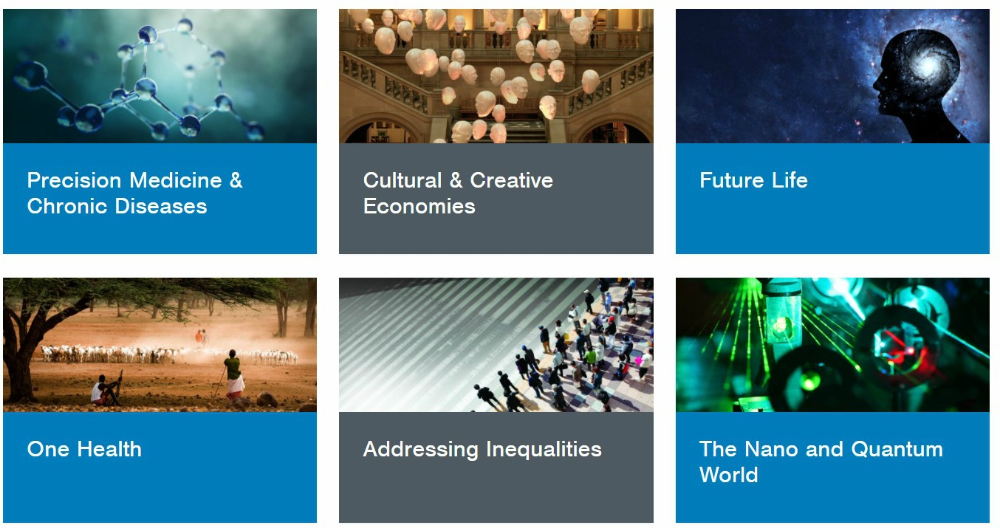 Precision Medicine &
Chronic Diseases
Cultural & Creative
Economies
Future Life
One Health
Addressing Inequalities
The Nano and Quantum
World